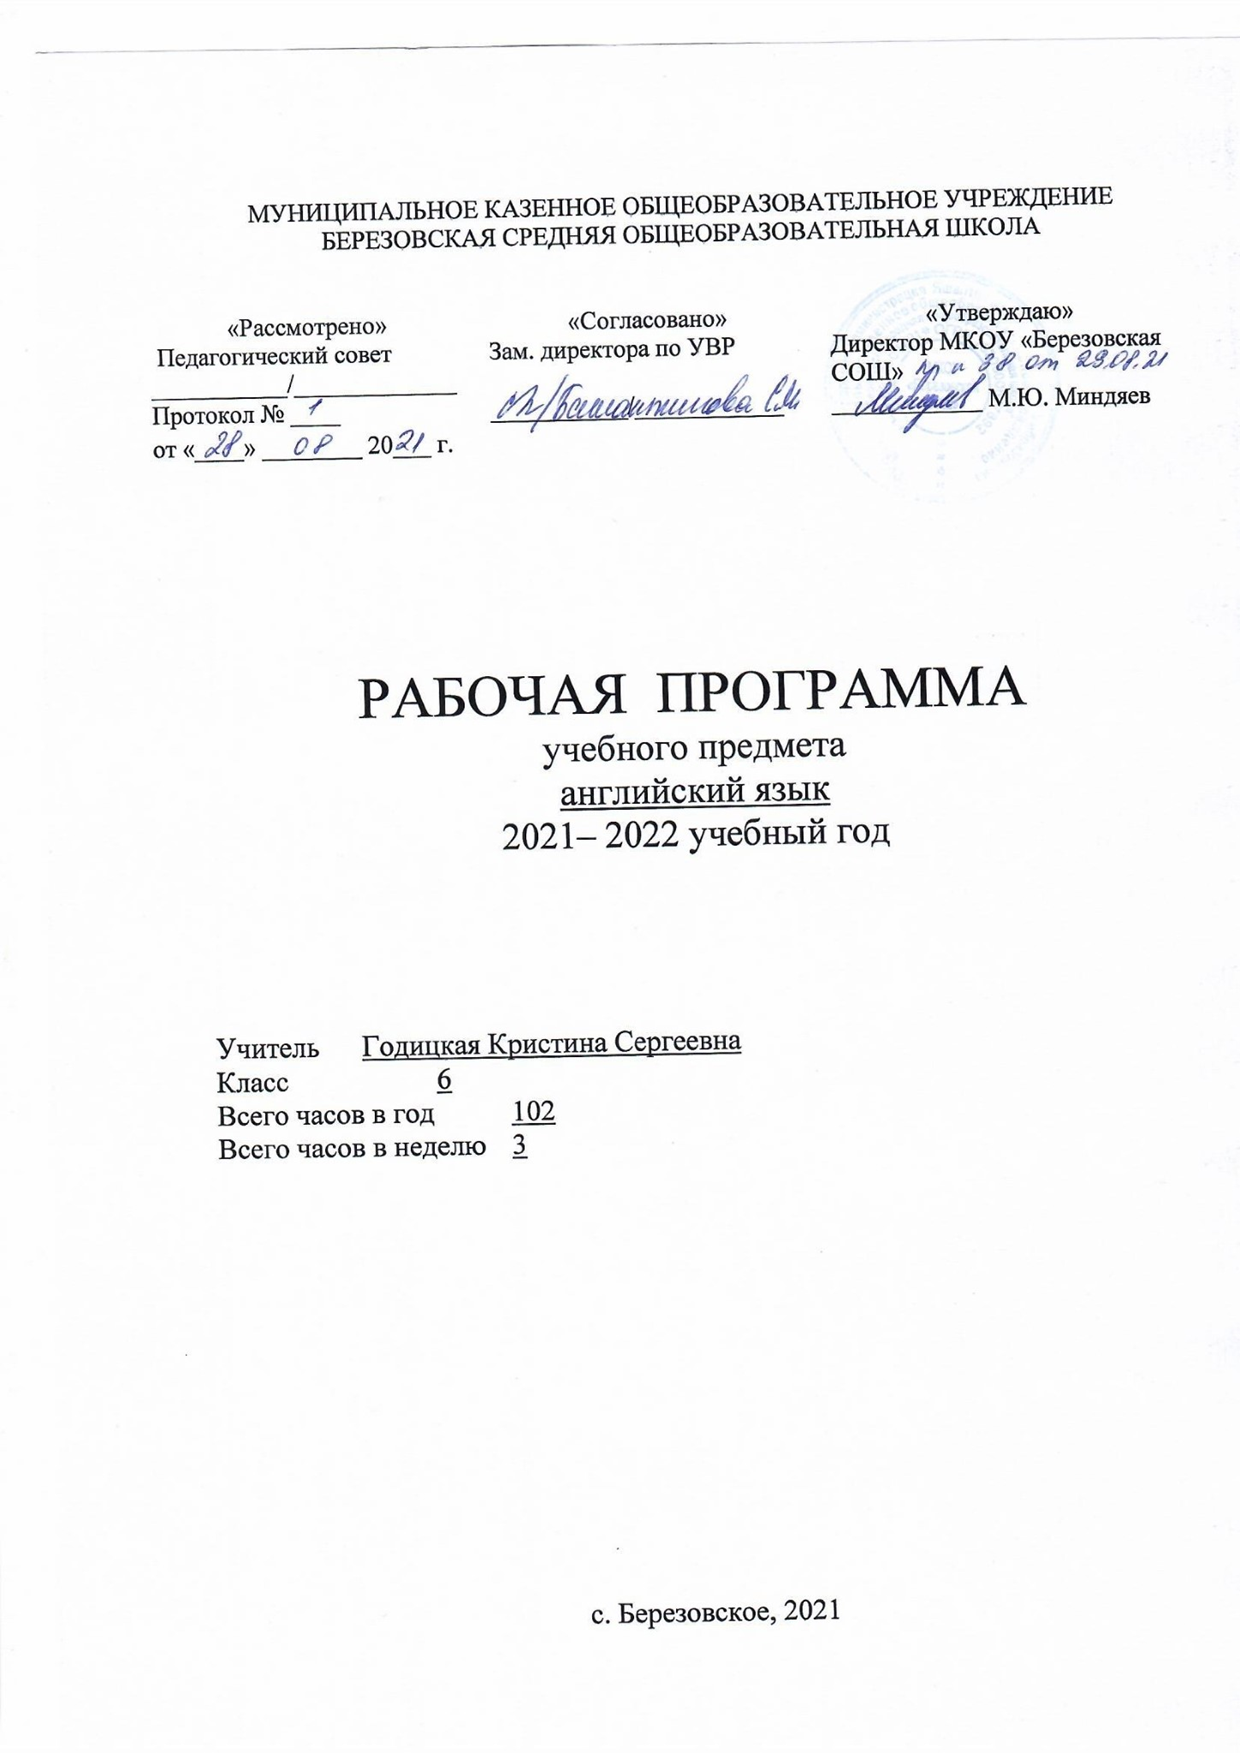 МУНИЦИПАЛЬНОЕ КАЗЕННОЕ ОБЩЕОБРАЗОВАТЕЛЬНОЕ УЧРЕЖДЕНИЕ
БЕРЕЗОВСКАЯ СРЕДНЯЯ ОБЩЕОБРАЗОВАТЕЛЬНАЯ ШКОЛА
«Рассмотрено»
Педагогический совет
____________/______________
Протокол № 1
от «28» 08 2021 г.
«Согласовано»
Зам. директора по УВР
«Утверждаю»
Директор МКОУ «Березовская
СОШ» пр н 38 от 29.08.21
М.Ю. Миндяев
РАБОЧАЯ ПРОГРАММА
учебного предмета
английский язык
2021– 2022 учебный год
Учитель Годицкая Кристина Сергеевна
Класс 6
Всего часов в год 102
Всего часов в неделю 3
с. Березовское, 2021